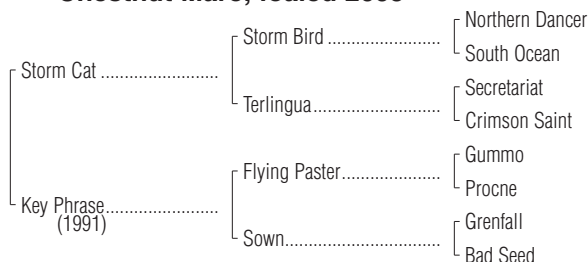 Chestnut Mare; foaled
Northern Dancer
Storm Bird
South Ocean
Storm Cat
Secretariat
Terlingua
Crimson Saint
Gummo
Flying Paster
Procne
Key Phrase
(1991)
Grenfall
Sown
Bad Seed